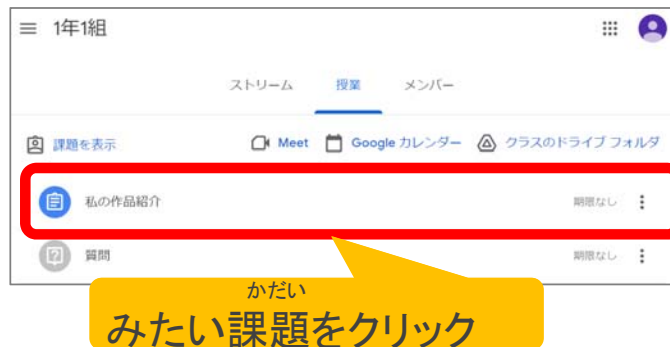 1年1組
ストリーム 授業 メンバー
課題を表示 Meet Google カレンダー クラスのドライブ フォルダ
私の作品紹介 期限なし
質問 期限なし
かだい
みたい課題をクリック